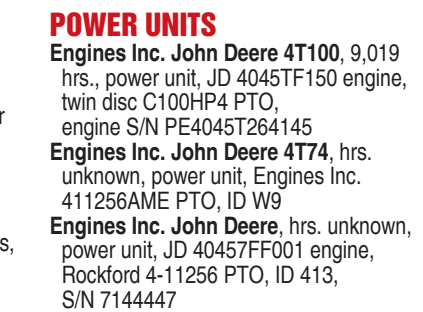 POWER UNITS
Engines Inc. John Deere 4T100, 9,019
hrs., power unit, JD 4045TF150 engine,
twin disc C100HP4 PTO,
engine S/N PE4045T264145
Engines Inc. John Deere 4T74, hrs.
unknown, power unit, Engines Inc.
411256AME PTO, ID W9
Engines Inc. John Deere, hrs. unknown,
power unit, JD 40457FF001 engine,
Rockford 4-11256 PTO, ID 413,
S/N 7144447